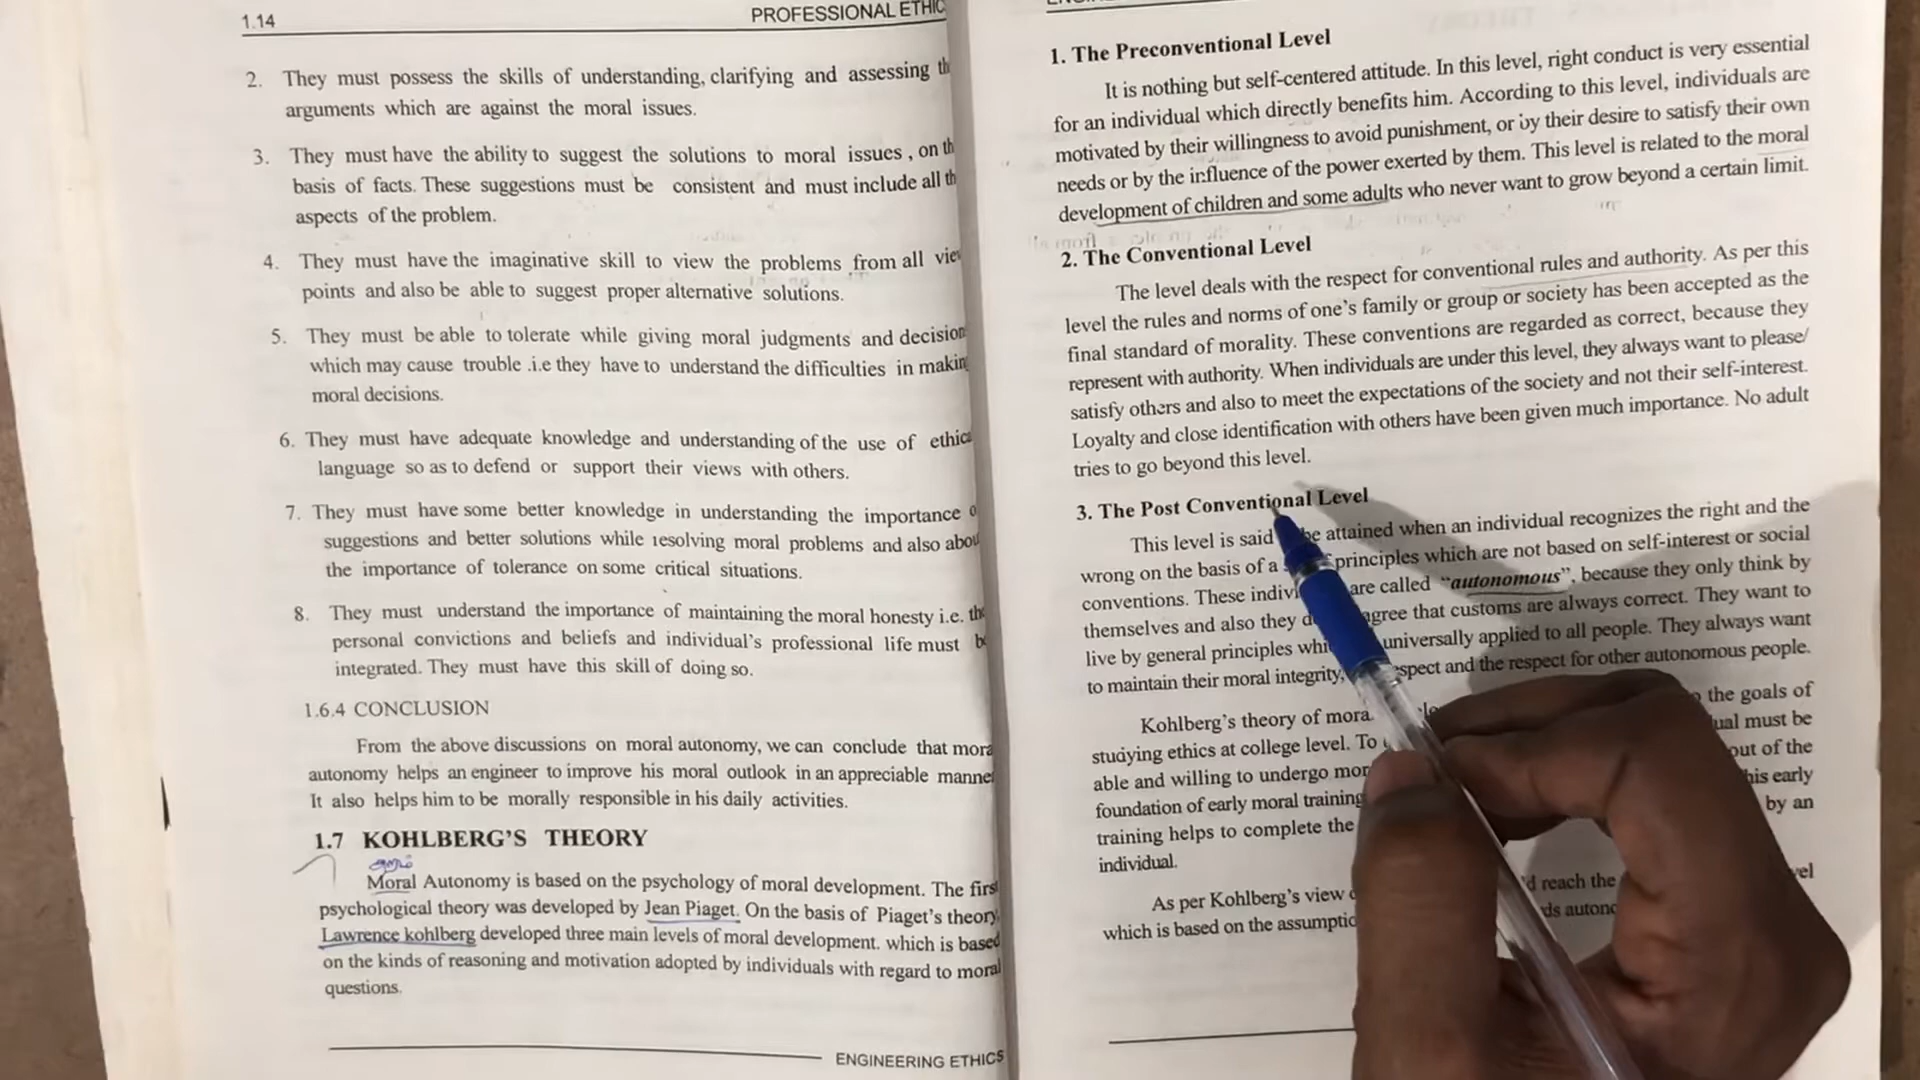 1.14
PROFESSIONAL ETHIC
2. They must possess the skills of understanding, clarifying and assessing th
arguments which are against the moral issues.
3. They must have the ability to suggest the solutions to moral issues , on th
basis of facts. These suggestions must be consistent and must include all th
aspects of the problem.
4. They must have the imaginative skill to view the problems from all vie
points and also be able to suggest proper alternative solutions.
5. They must be able to tolerate while giving moral judgments and decision
which may cause trouble .i.e they have to understand the difficulties in makin
moral decisions.
6. They must have adequate knowledge and understanding of the use of ethica
language so as to defend or support their views with others.
7. They must have some better knowledge in understanding the importance o
suggestions and better solutions while resolving moral problems and also abou
the importance of tolerance on some critical situations.
8. They must understand the importance of maintaining the moral honesty i.e. the
personal convictions and beliefs and individual's professional life must be
integrated. They must have this skill of doing so.
1.6.4 CONCLUSION
From the above discussions on moral autonomy, we can conclude that mora
autonomy helps an engineer to improve his moral outlook in an appreciable manner
It also helps him to be morally responsible in his daily activities.
1.7 KOHLBERG'S THEORY
அறம்
Moral Autonomy is based on the psychology of moral development. The first
psychological theory was developed by Jean Piaget. On the basis of Piaget's theory
Lawrence kohlberg developed three main levels of moral development. which is based
on the kinds of reasoning and motivation adopted by individuals with regard to moral
questions.
ENGINEERING ETHICS
1. The Preconventional Level
It is nothing but self-centered attitude. In this level, right conduct is very essential
for an individual which directly benefits him. According to this level, individuals are
motivated by their willingness to avoid punishment, or by their desire to satisfy their own
needs or by the influence of the power exerted by them. This level is related to the moral
development of children and some adults who never want to grow beyond a certain limit.
2. The Conventional Level
The level deals with the respect for conventional rules and authority. As per this
level the rules and norms of one's family or group or society has been accepted as the
final standard of morality. These conventions are regarded as correct, because they
represent with authority. When individuals are under this level, they always want to please/
satisfy others and also to meet the expectations of the society and not their self-interest.
Loyalty and close identification with others have been given much importance. No adult
tries to go beyond this level.
3. The Post Conventional Level
This level is said be attained when an individual recognizes the right and the
wrong on the basis of a principles which are not based on self-interest or social
conventions. These indivi are called "autonomous", because they only think by
themselves and also they d agree that customs are always correct. They want to
live by general principles whi universally applied to all people. They always want
to maintain their moral integrity, spect and the respect for other autonomous people.
Kohlberg's theory of mora the goals of
studying ethics at college level. To ual must be
able and willing to undergo mor out of the
foundation of early moral training his early
training helps to complete the by an
individual.
As per Kohlberg's view d reach the vel
which is based on the assumptio ds auton